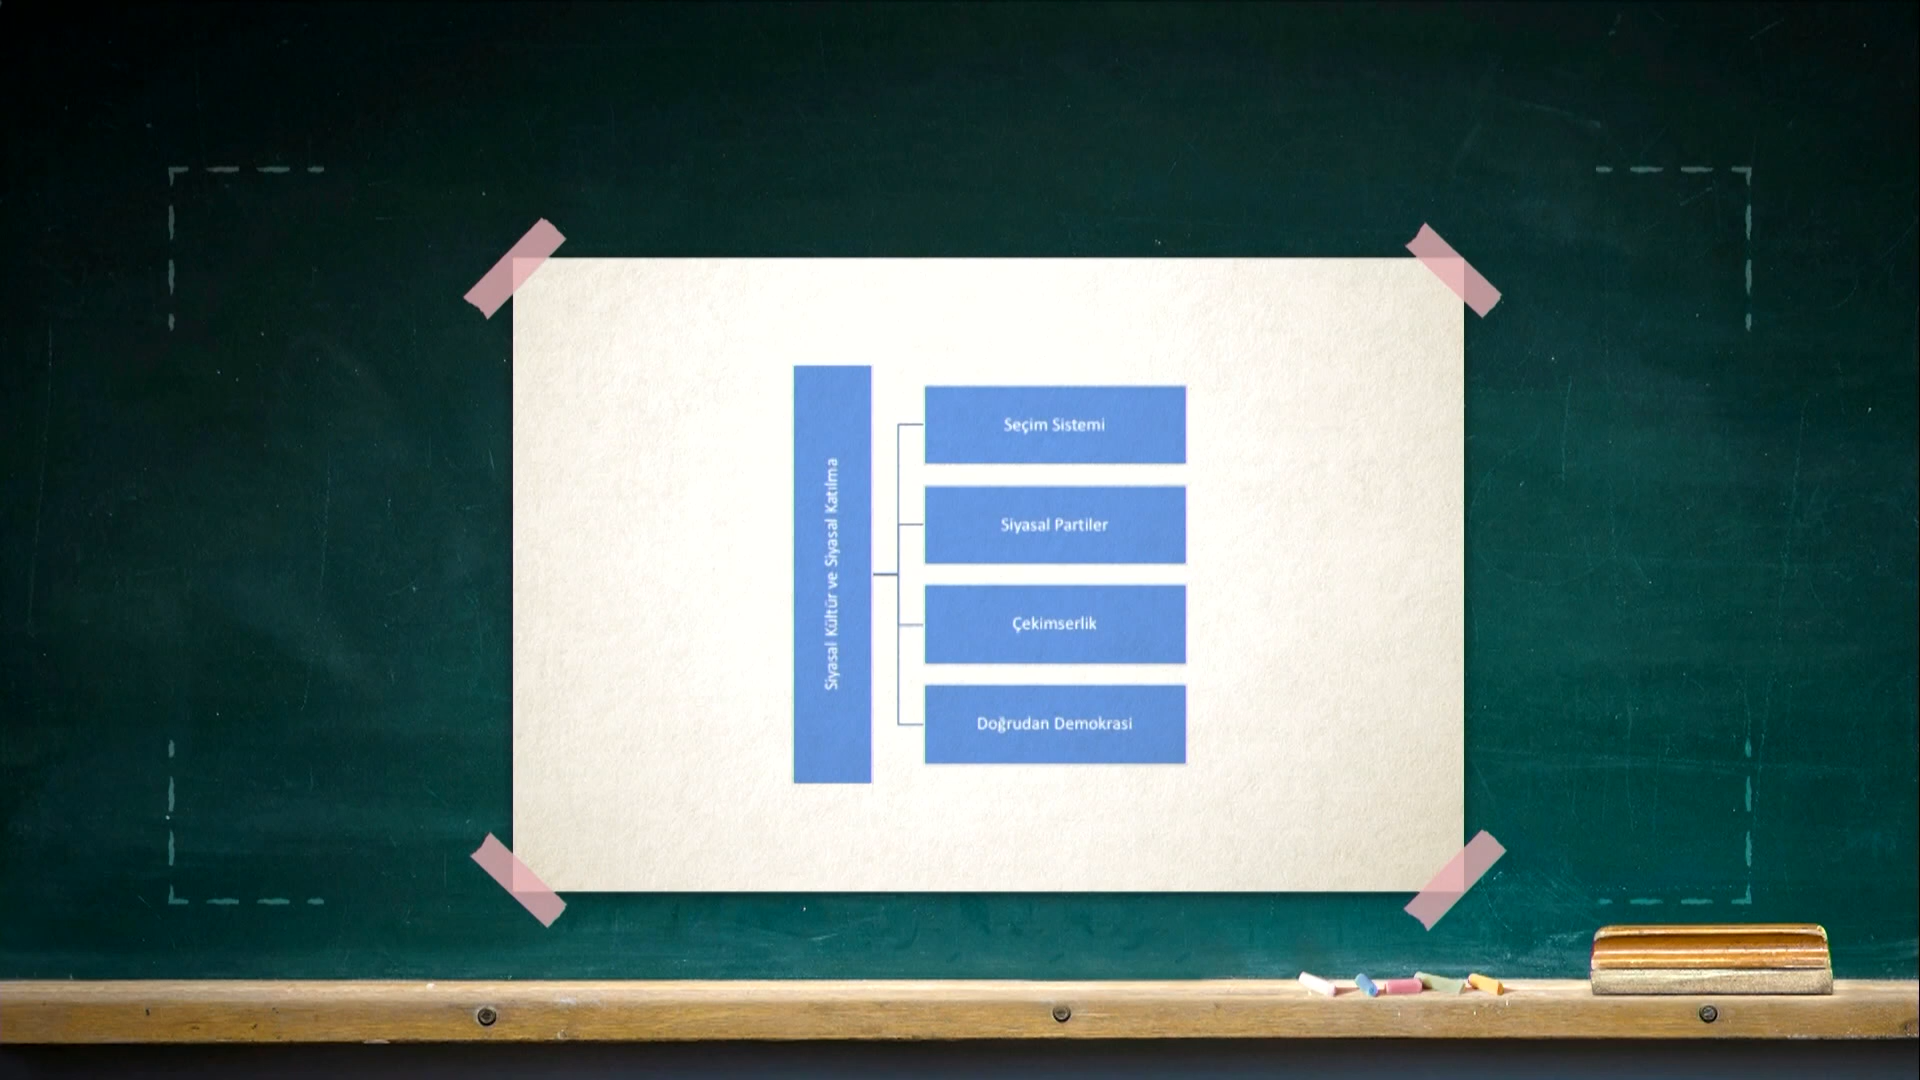 Siyasal Kültür ve Siyasal Katılma
Seçim Sistemi
Siyasal Partiler
Çekimserlik
Doğrudan Demokrasi